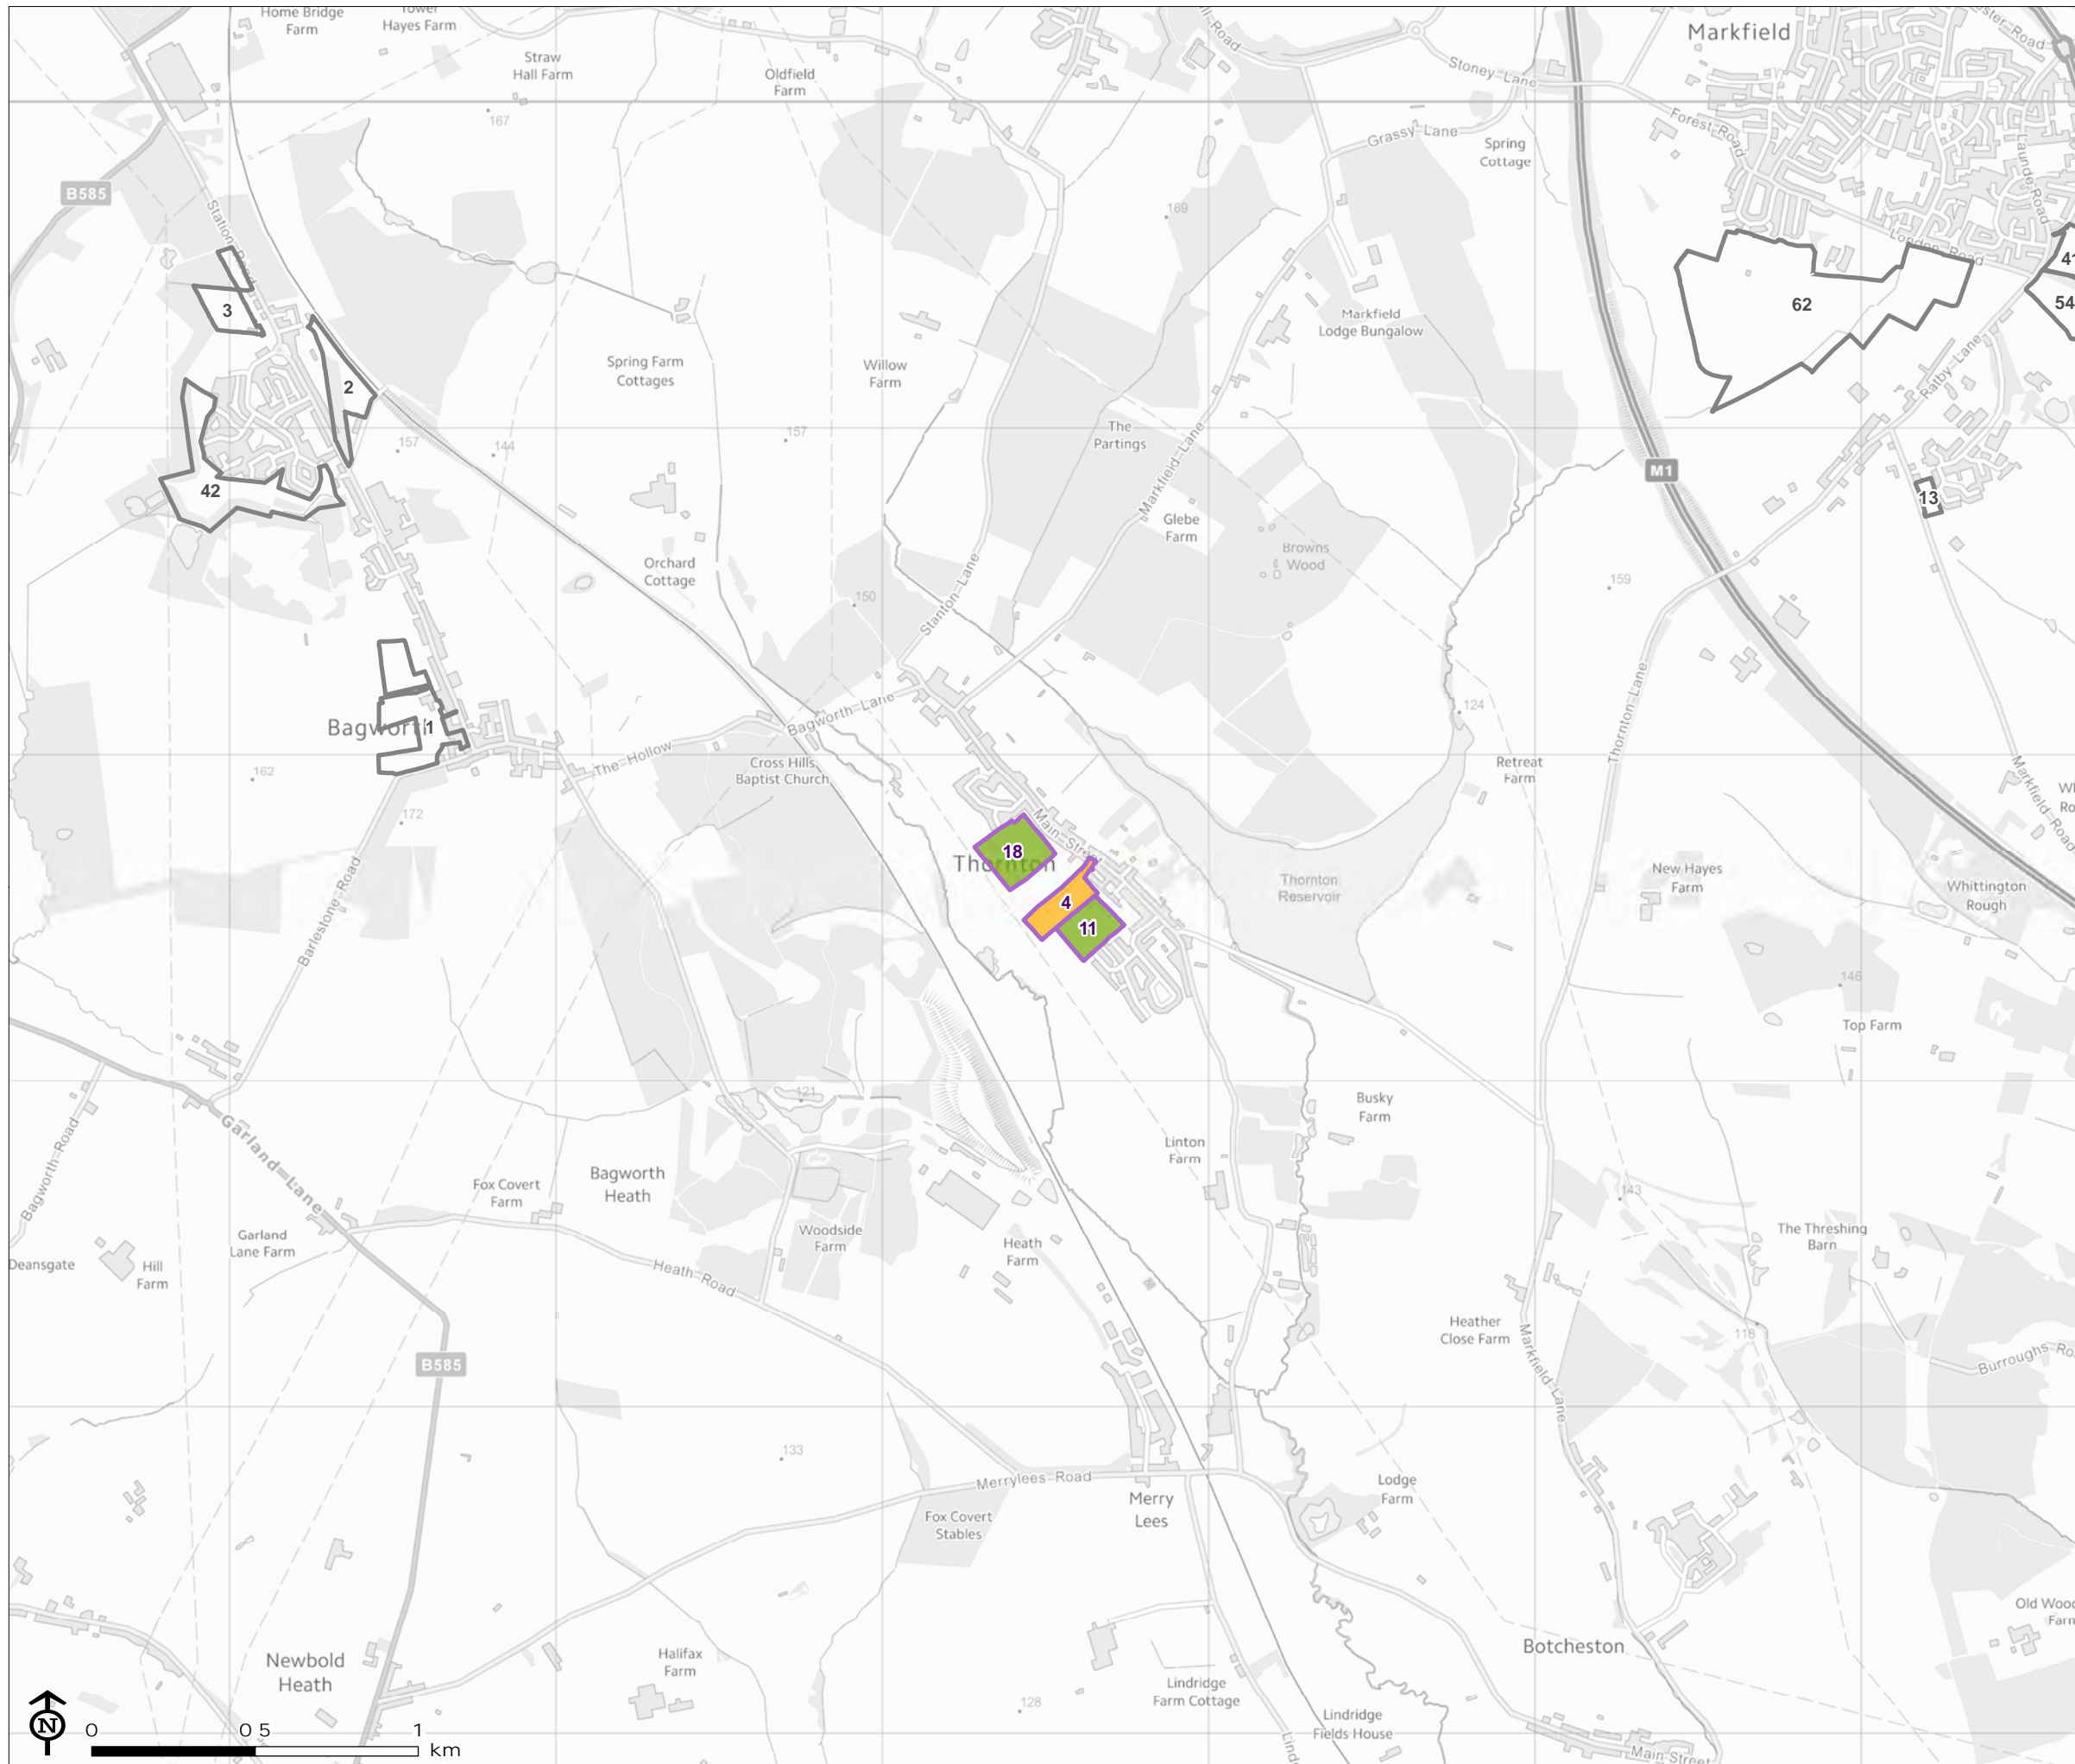 Home Bridge
Farm
Tower
Hayes Farm
Straw
Hall Farm
Oldfield
Farm
Markfield
Stoney Lane
Forest Road
Grassy Lane
Spring
Cottage
Launde Road
London Road
167
B585
Station Road
169
3
2
42
62
41
54
Markfield
Lodge Bungalow
Spring Farm
Cottages
Willow
Farm
Ratby Lane
The
Partings
Markfield Lane
157
144
157
M1
13
Glebe
Farm
Browns
Wood
Orchard
Cottage
150
Stanton Lane
159
Thornton Lane
124
Bagworth
1
The Hollow
Bagworth Lane
Cross Hills
Baptist Church
162
172
Retreat
Farm
Markfield Road
Main Street
18
Thornton
4
11
Thornton
Reservoir
New Hayes
Farm
Whittington
Rough
Barlestone Road
146
Top Farm
121
Busky
Farm
Garland Lane
Bagworth Road
Linton
Farm
Bagworth
Heath
Fox Covert
Farm
143
Woodside
Farm
The Threshing
Barn
Garland
Lane Farm
Heath
Farm
Deansgate
Hill
Farm
Heath Road
Heather
Close Farm
118
Markfield Lane
B585
133
Merrylees Road
Lodge
Farm
Merry
Lees
Fox Covert
Stables
Botcheston
Newbold
Heath
Halifax
Farm
Lindridge
Farm Cottage
128
Lindridge
Fields House
Main Street
N
0
0 5
1
km